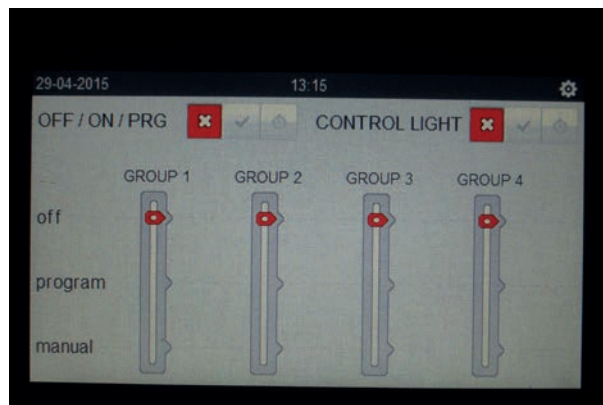 29-04-2015 13:15
OFF / ON / PRG CONTROL LIGHT
GROUP 1 GROUP 2 GROUP 3 GROUP 4
off
program
manual